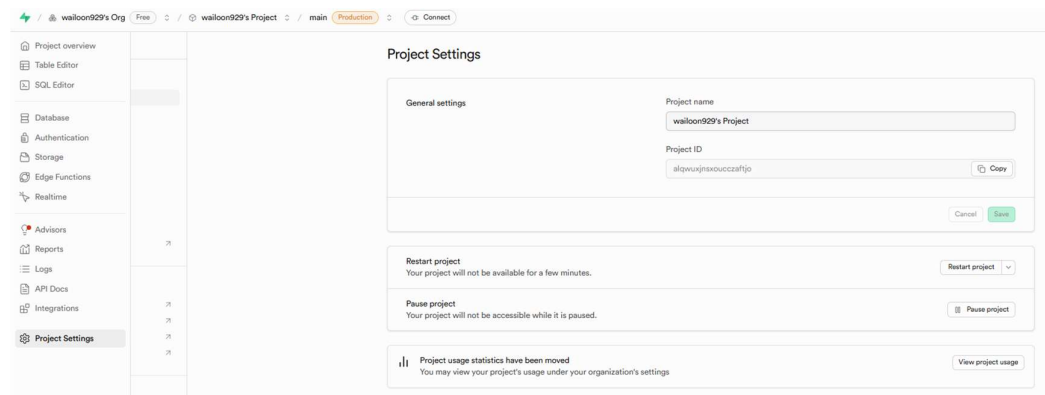 wailoon929's Org Free / wailoon929's Project / main Production Connect
Project overview
Table Editor
SQL Editor
Database
Authentication
Storage
Edge Functions
Realtime
Advisors
Reports
Logs
API Docs
Integrations
Project Settings
Project Settings
General settings
Project name
wailoon929's Project
Project ID
alqwuxjnsxoucczaftjo
Copy
Cancel Save
Restart project
Your project will not be available for a few minutes.
Restart project
Pause project
Your project will not be accessible while it is paused.
Pause project
Project usage statistics have been moved
You may view your project's usage under your organization's settings
View project usage